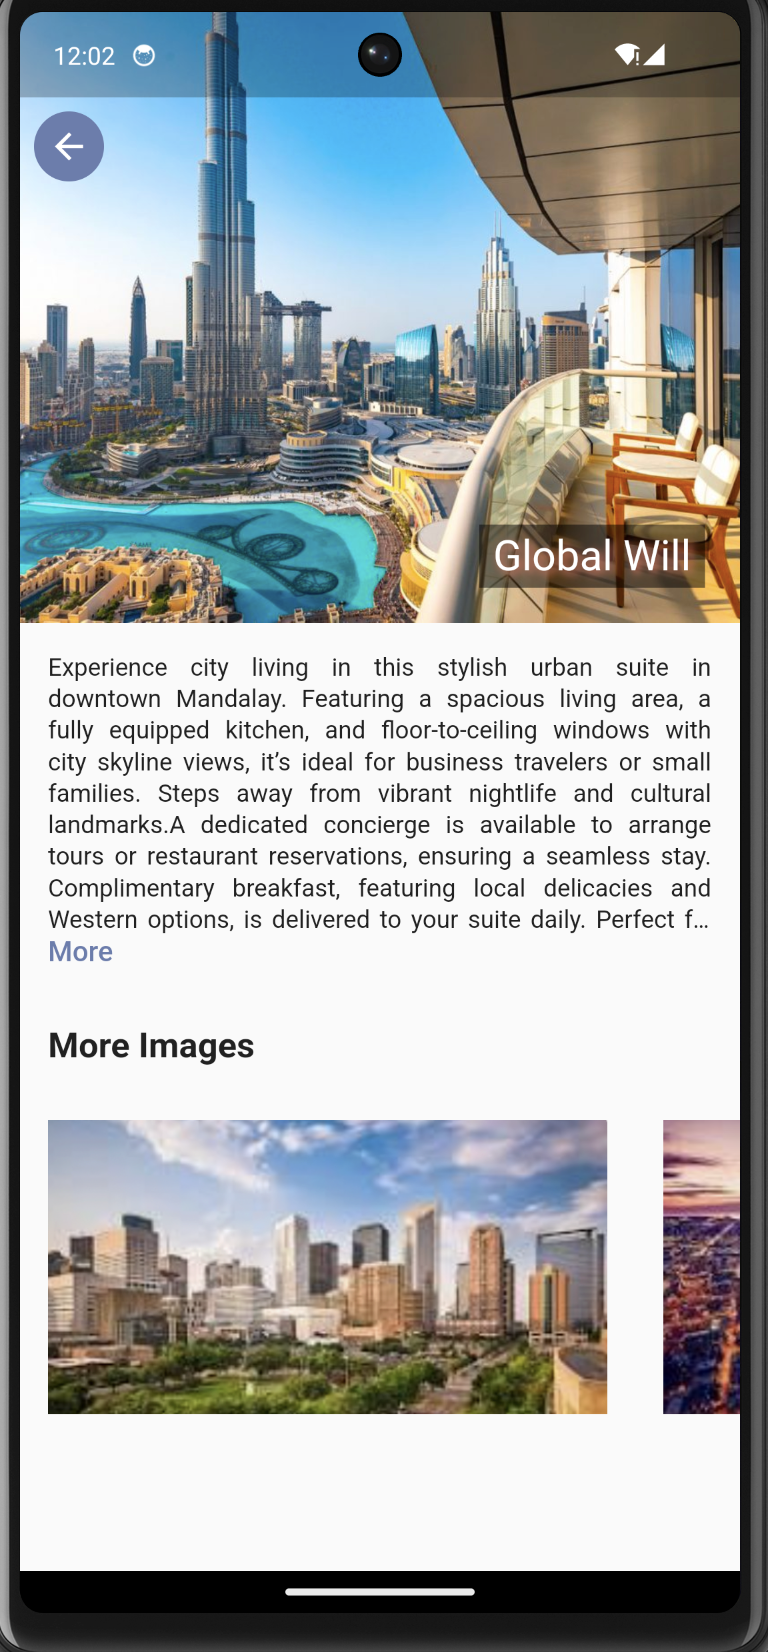 12:02
Global Will
Experience city living in this stylish urban suite in
downtown Mandalay. Featuring a spacious living area, a
fully equipped kitchen, and floor-to-ceiling windows with
city skyline views, it’s ideal for business travelers or small
families. Steps away from vibrant nightlife and cultural
landmarks.A dedicated concierge is available to arrange
tours or restaurant reservations, ensuring a seamless stay.
Complimentary breakfast, featuring local delicacies and
Western options, is delivered to your suite daily. Perfect f…
More
More Images